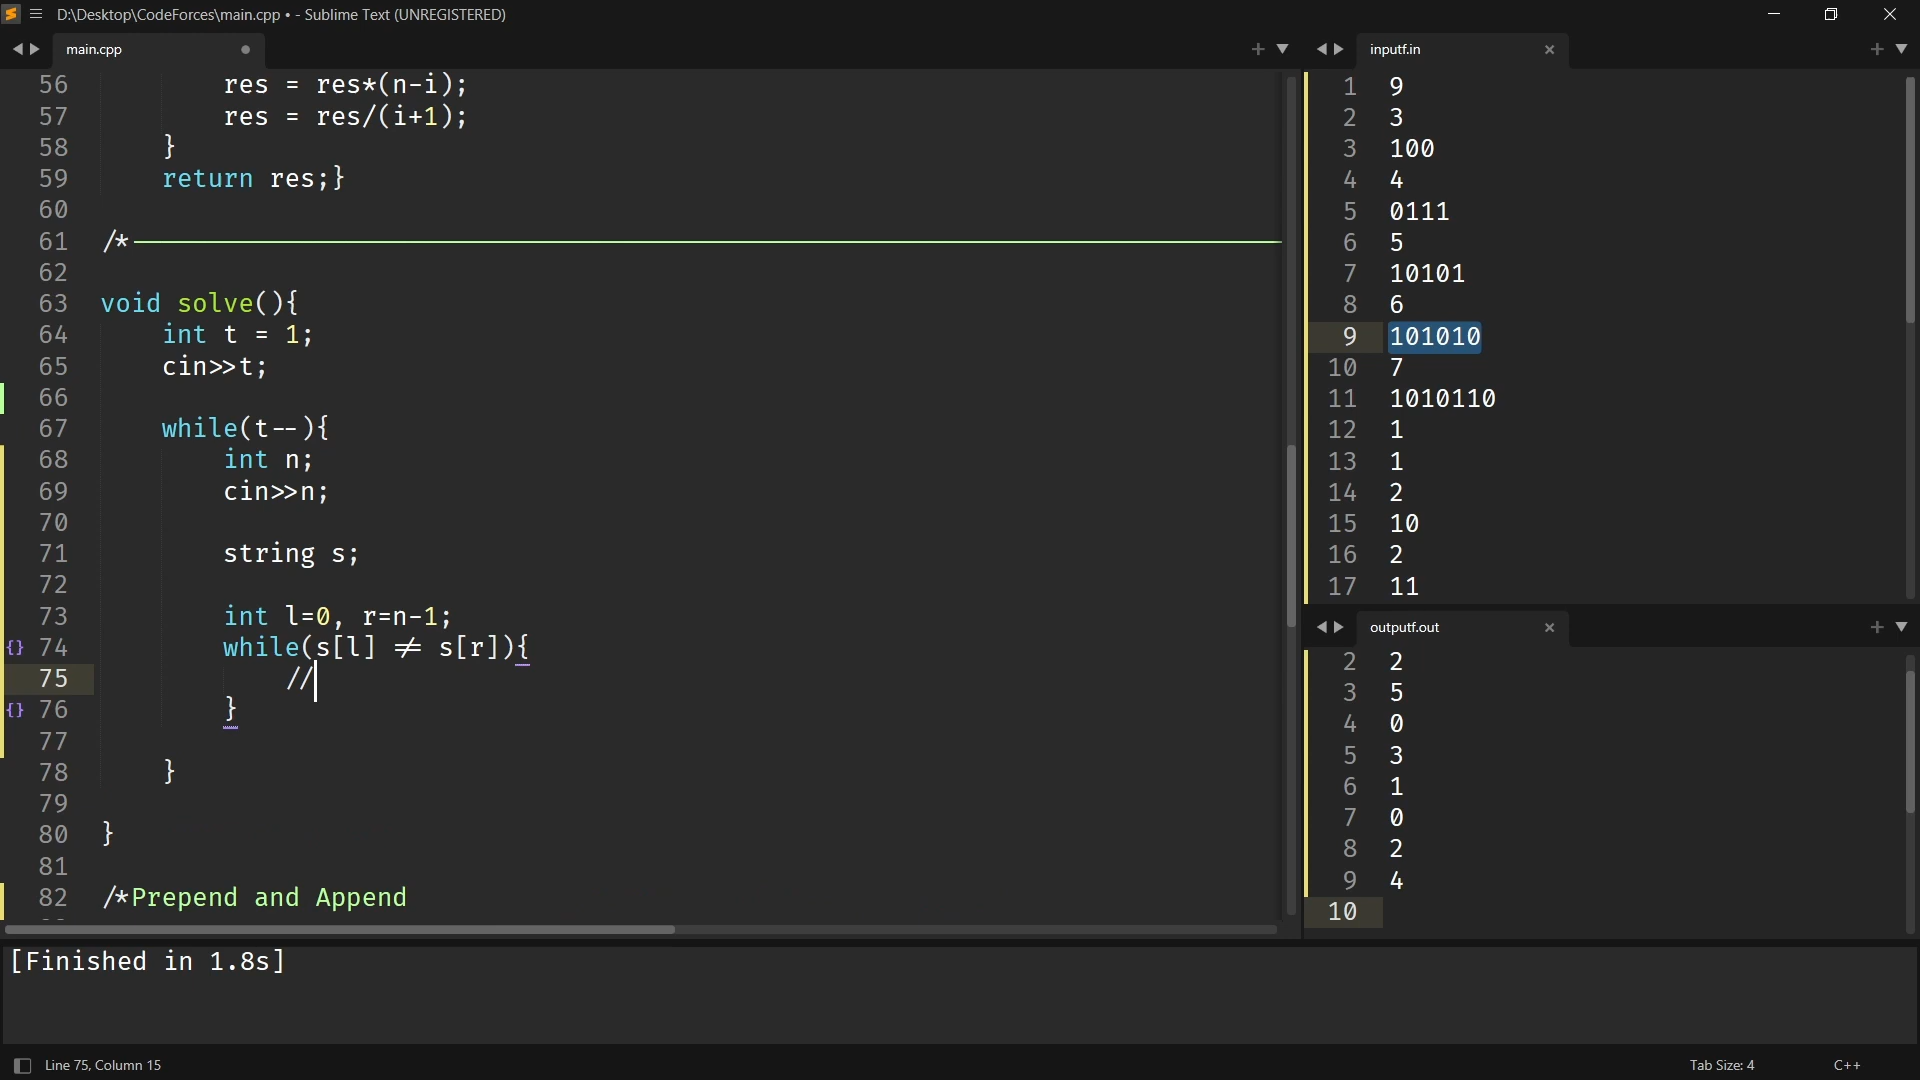 D:\Desktop\CodeForces\main.cpp • - Sublime Text (UNREGISTERED)
main.cpp
56 res = res*(n-i);
57 res = res/(i+1);
58 }
59 return res;}
60
61 /*
62
63 void solve(){
64 int t = 1;
65 cin>>t;
66
67 while(t--){
68 int n;
69 cin>>n;
70
71 string s;
72
73 int l=0, r=n-1;
{} 74 while(s[l] != s[r]){
75 //
{} 76 }
77
78 }
79
80 }
81
82 /*Prepend and Append
inputf.in
1 9
2 3
3 100
4 4
5 0111
6 5
7 10101
8 6
9 101010
10 7
11 1010110
12 1
13 1
14 2
15 10
16 2
17 11
outputf.out
2 2
3 5
4 0
5 3
6 1
7 0
8 2
9 4
10
[Finished in 1.8s]
Line 75, Column 15
Tab Size: 4
C++